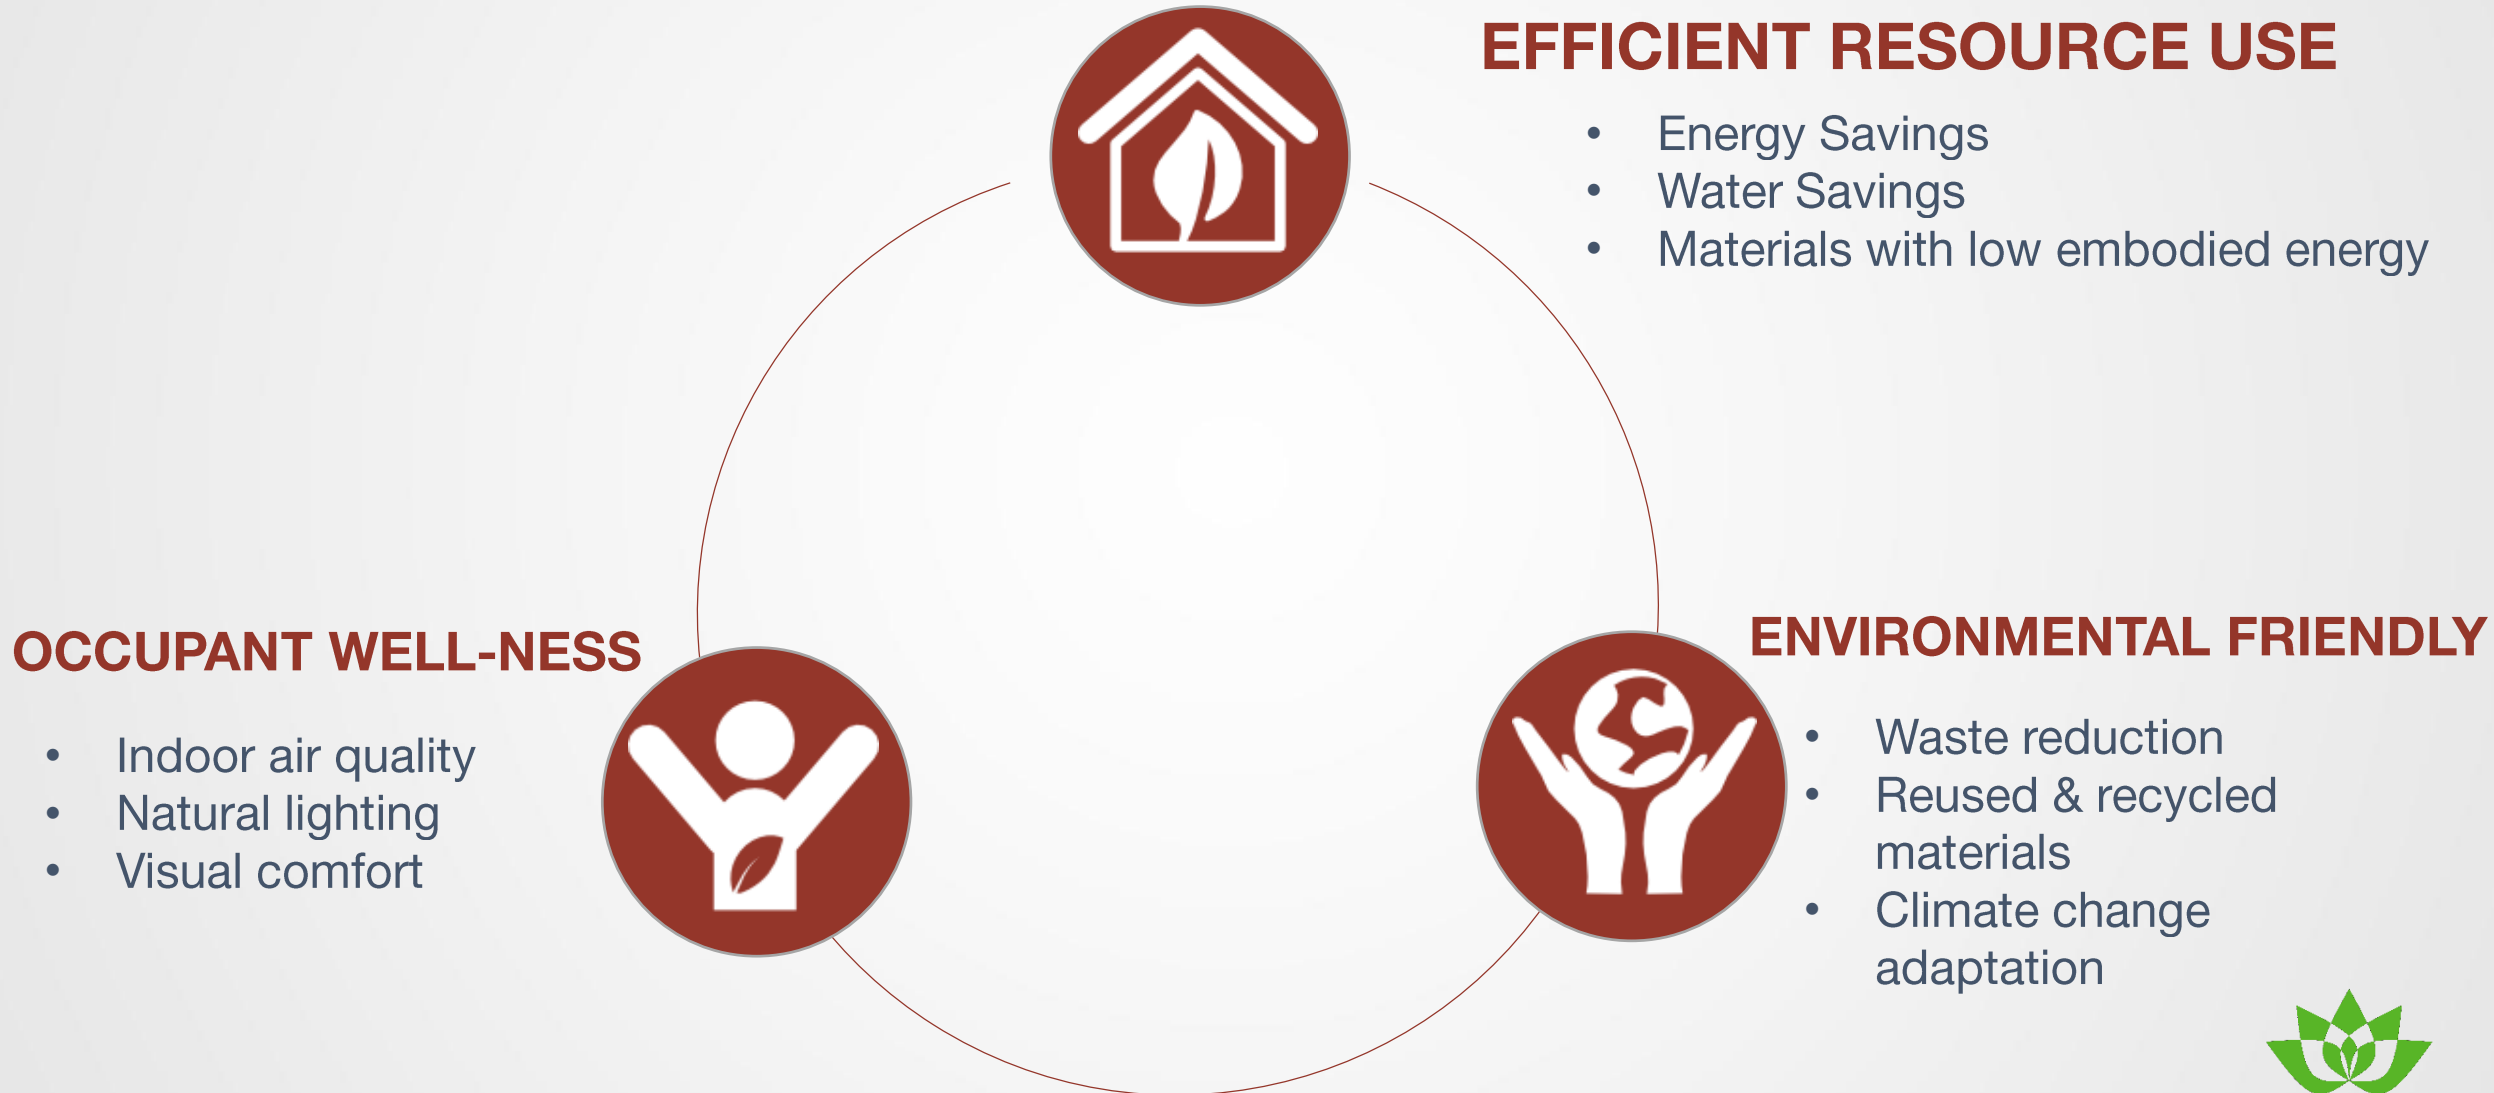 EFFICIENT RESOURCE USE
• Energy Savings
• Water Savings
• Materials with low embodied energy
OCCUPANT WELL-NESS
• Indoor air quality
• Natural lighting
• Visual comfort
ENVIRONMENTAL FRIENDLY
• Waste reduction
• Reused & recycled
materials
• Climate change
adaptation